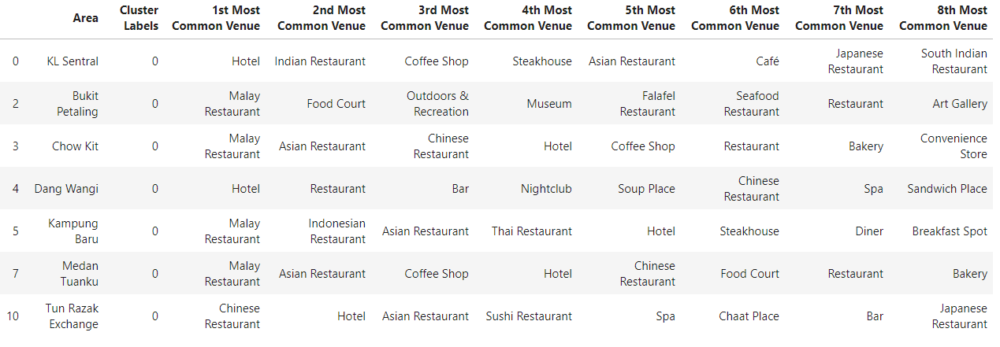 Area Cluster Labels 1st Most Common Venue 2nd Most Common Venue 3rd Most Common Venue 4th Most Common Venue 5th Most Common Venue 6th Most Common Venue 7th Most Common Venue 8th Most Common Venue
0 KL Sentral 0 Hotel Indian Restaurant Coffee Shop Steakhouse Asian Restaurant Café Japanese Restaurant South Indian Restaurant
2 Bukit Petaling 0 Malay Restaurant Food Court Outdoors & Recreation Museum Falafel Restaurant Seafood Restaurant Restaurant Art Gallery
3 Chow Kit 0 Malay Restaurant Asian Restaurant Chinese Restaurant Hotel Coffee Shop Restaurant Bakery Convenience Store
4 Dang Wangi 0 Hotel Restaurant Bar Nightclub Soup Place Chinese Restaurant Spa Sandwich Place
5 Kampung Baru 0 Malay Restaurant Indonesian Restaurant Asian Restaurant Thai Restaurant Hotel Steakhouse Diner Breakfast Spot
7 Medan Tuanku 0 Malay Restaurant Asian Restaurant Coffee Shop Hotel Chinese Restaurant Food Court Restaurant Bakery
10 Tun Razak Exchange 0 Chinese Restaurant Hotel Asian Restaurant Sushi Restaurant Spa Chaat Place Bar Japanese Restaurant